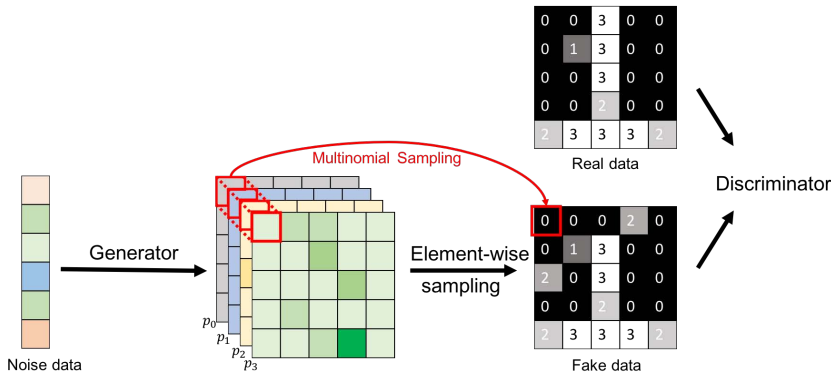 0 0 3 0 0
0 1 3 0 0
0 0 3 0 0
0 0 2 0 0
2 3 3 3 2
Real data
Multinomial Sampling
Discriminator
Generator
Element-wise
sampling
0 0 0 2 0
0 1 3 0 0
2 0 3 0 0
0 0 2 0 0
2 3 3 3 2
p₀
p₁
p₂
p₃
Noise data
Fake data